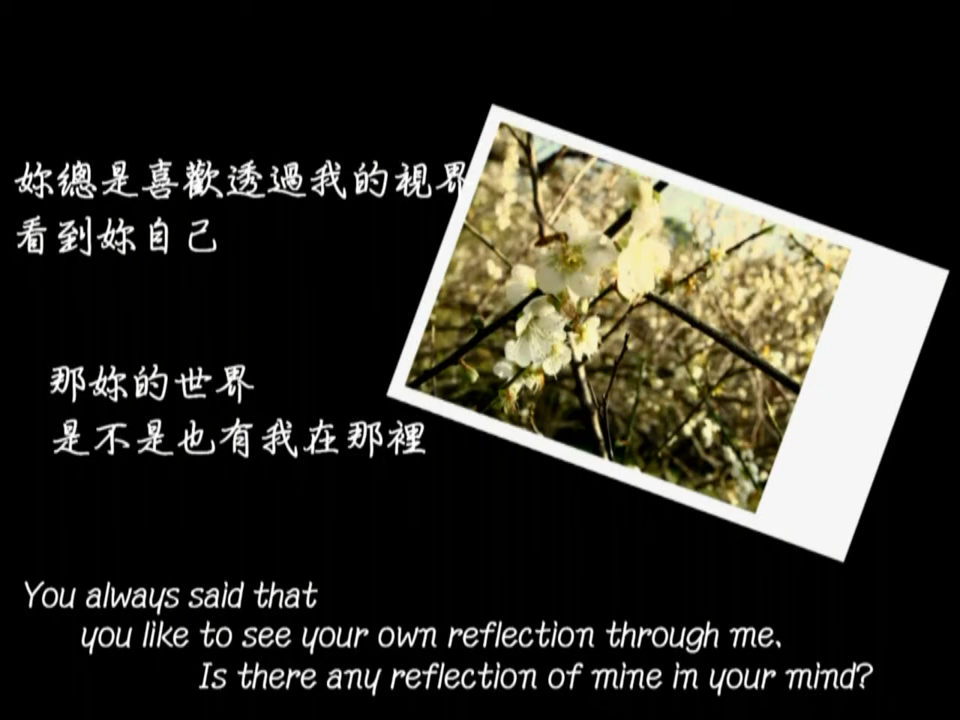 妳總是喜歡透過我的視界
看到妳自己
那妳的世界
是不是也有我在那裡
You always said that
you like to see your own reflection through me.
Is there any reflection of mine in your mind?